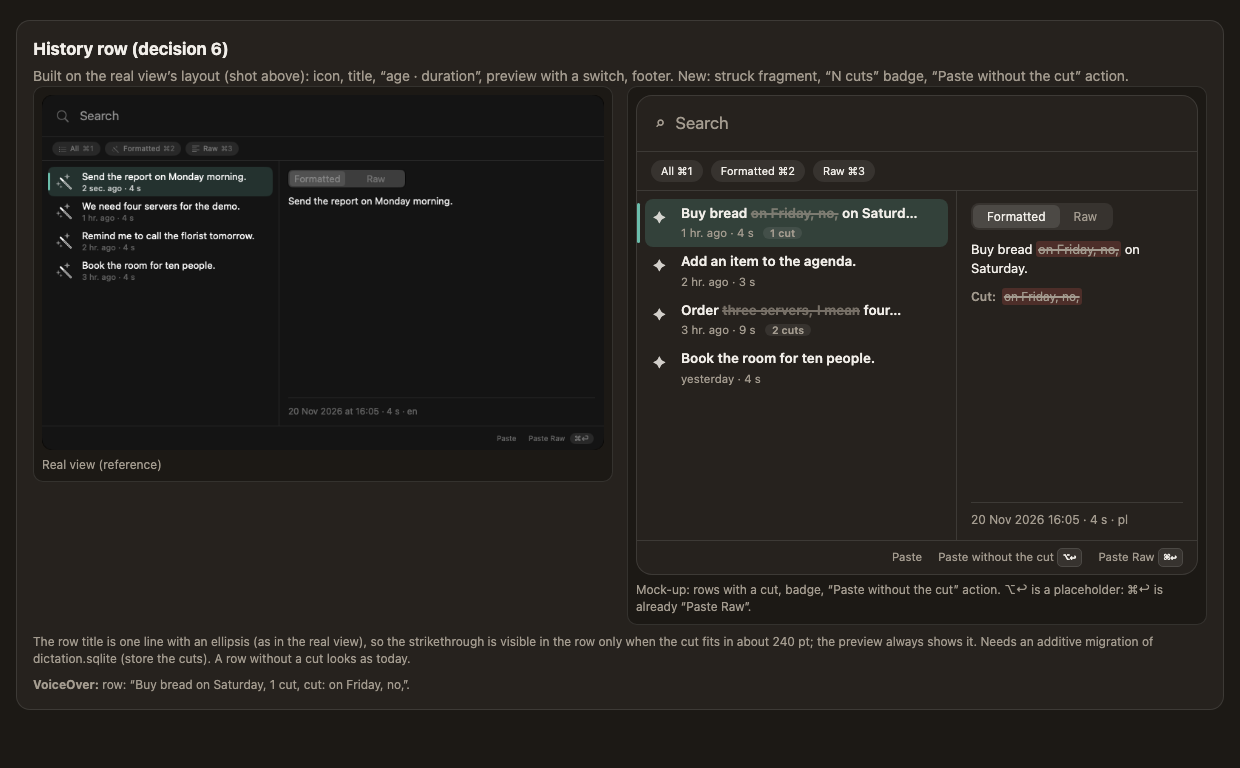 History row (decision 6)
Built on the real view’s layout (shot above): icon, title, “age · duration”, preview with a switch, footer. New: struck fragment, “N cuts” badge, “Paste without the cut” action.
Search
All ⌘1 Formatted ⌘2 Raw ⌘3
Send the report on Monday morning.
2 sec. ago · 4 s
We need four servers for the demo.
1 hr. ago · 4 s
Remind me to call the florist tomorrow.
2 hr. ago · 4 s
Book the room for ten people.
3 hr. ago · 4 s
Formatted Raw
Send the report on Monday morning.
20 Nov 2026 at 16:05 · 4 s · en
Paste Paste Raw ⌘↩
Real view (reference)
Search
All ⌘1 Formatted ⌘2 Raw ⌘3
Buy bread on Friday, no, on Saturd...
1 hr. ago · 4 s 1 cut
Add an item to the agenda.
2 hr. ago · 3 s
Order three servers, I mean four...
3 hr. ago · 9 s 2 cuts
Book the room for ten people.
yesterday · 4 s
Formatted Raw
Buy bread on Friday, no, on
Saturday.
Cut: on Friday, no,
20 Nov 2026 16:05 · 4 s · pl
Paste Paste without the cut ⌥↩ Paste Raw ⌘↩
Mock-up: rows with a cut, badge, “Paste without the cut” action. ⌥↩ is a placeholder: ⌘↩ is
already “Paste Raw”.
The row title is one line with an ellipsis (as in the real view), so the strikethrough is visible in the row only when the cut fits in about 240 pt; the preview always shows it. Needs an additive migration of
dictation.sqlite (store the cuts). A row without a cut looks as today.
VoiceOver: row: “Buy bread on Saturday, 1 cut, cut: on Friday, no,”.